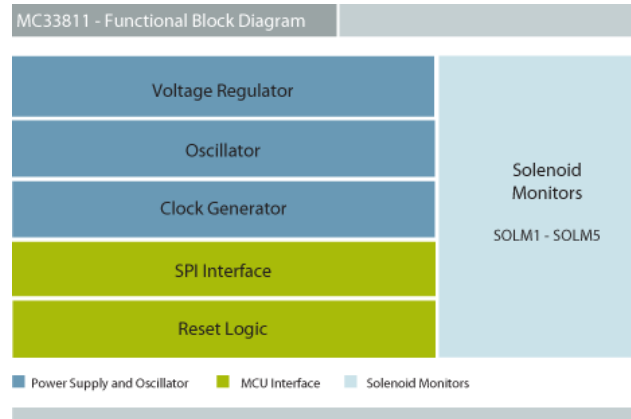 MC33811 - Functional Block Diagram
Voltage Regulator
Oscillator
Clock Generator
SPI Interface
Reset Logic
Solenoid
Monitors
SOLM1 - SOLM5
Power Supply and Oscillator
MCU Interface
Solenoid Monitors